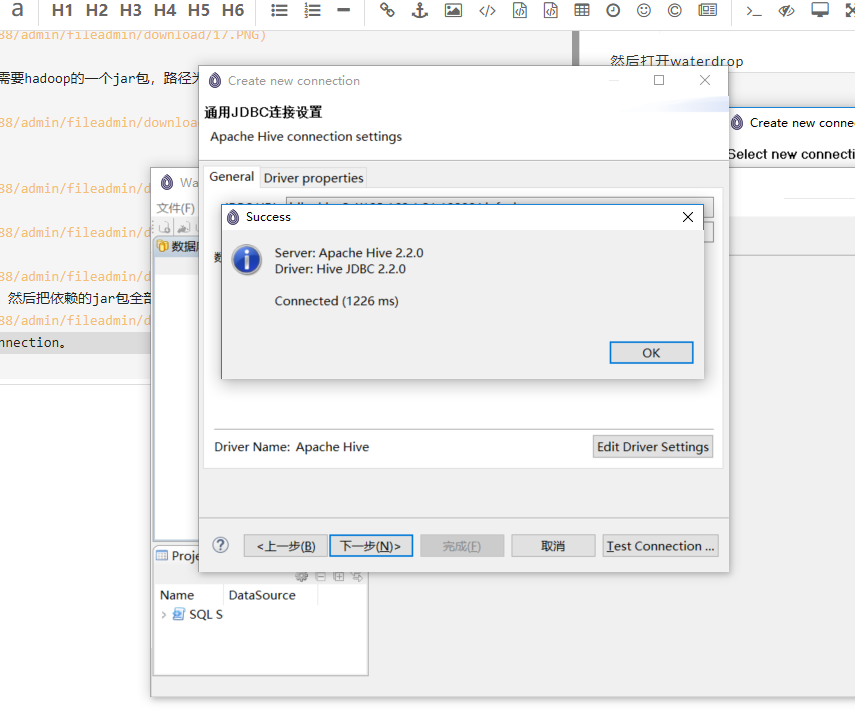 a H1 H2 H3 H4 H5 H6
88/admin/fileadmin/download/17.PNG)
然后打开waterdrop
需要hadoop的一个jar包，路径为
88/admin/fileadmin/downloa
88/admin/fileadmin/d
88/admin/fileadmin/d
88/admin/fileadmin/d
然后把依赖的jar包全部
88/admin/fileadmin/d
nnection。
Create new connection
通用JDBC连接设置
Apache Hive connection settings
General
Driver properties
Success
Server: Apache Hive 2.2.0
Driver: Hive JDBC 2.2.0
Connected (1226 ms)
OK
Driver Name: Apache Hive
Edit Driver Settings
<上一步(B)
下一步(N)>
完成(F)
取消
Test Connection ...
Create new conne
Select new connecti
Wa
文件(F)
数据
Proje
Name
DataSource
SQL S